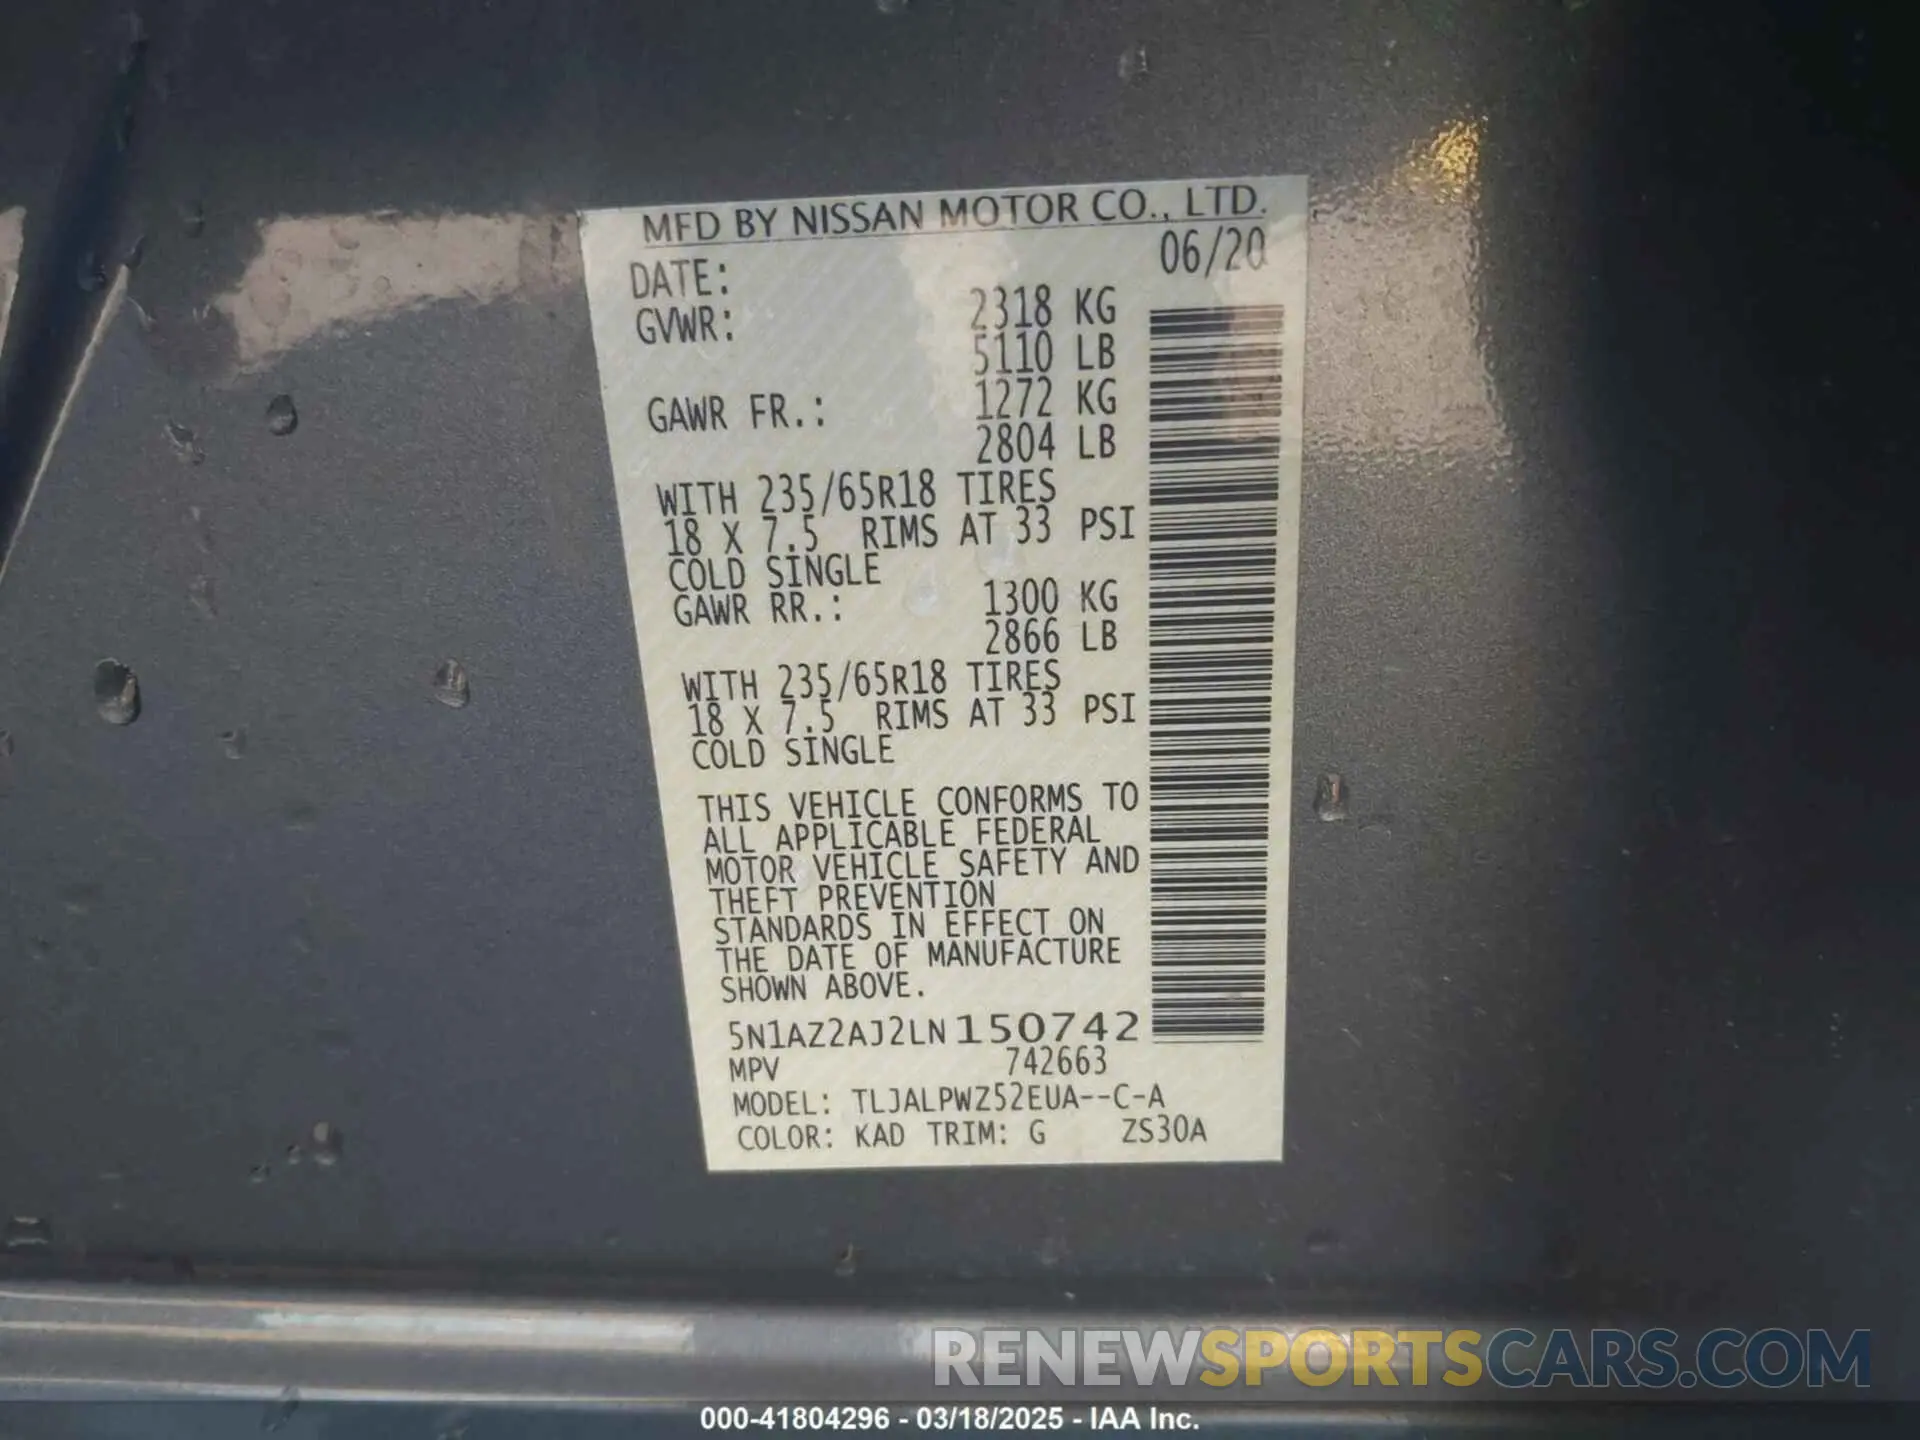 MFD BY NISSAN MOTOR CO., LTD.
DATE: 06/20
GVWR: 2318 KG
5110 LB
GAWR FR.: 1272 KG
2804 LB
WITH 235/65R18 TIRES
18 X 7.5 RIMS AT 33 PSI
COLD SINGLE
GAWR RR.: 1300 KG
2866 LB
WITH 235/65R18 TIRES
18 X 7.5 RIMS AT 33 PSI
COLD SINGLE
THIS VEHICLE CONFORMS TO
ALL APPLICABLE FEDERAL
MOTOR VEHICLE SAFETY AND
THEFT PREVENTION
STANDARDS IN EFFECT ON
THE DATE OF MANUFACTURE
SHOWN ABOVE.
5N1AZ2AJ2LN150742
MPV 742663
MODEL: TLJALPWZ52EUA--C-A
COLOR: KAD TRIM: G ZS30A
RENEWSPORTSCARS.COM
000-41804296 - 03/18/2025 - IAA Inc.